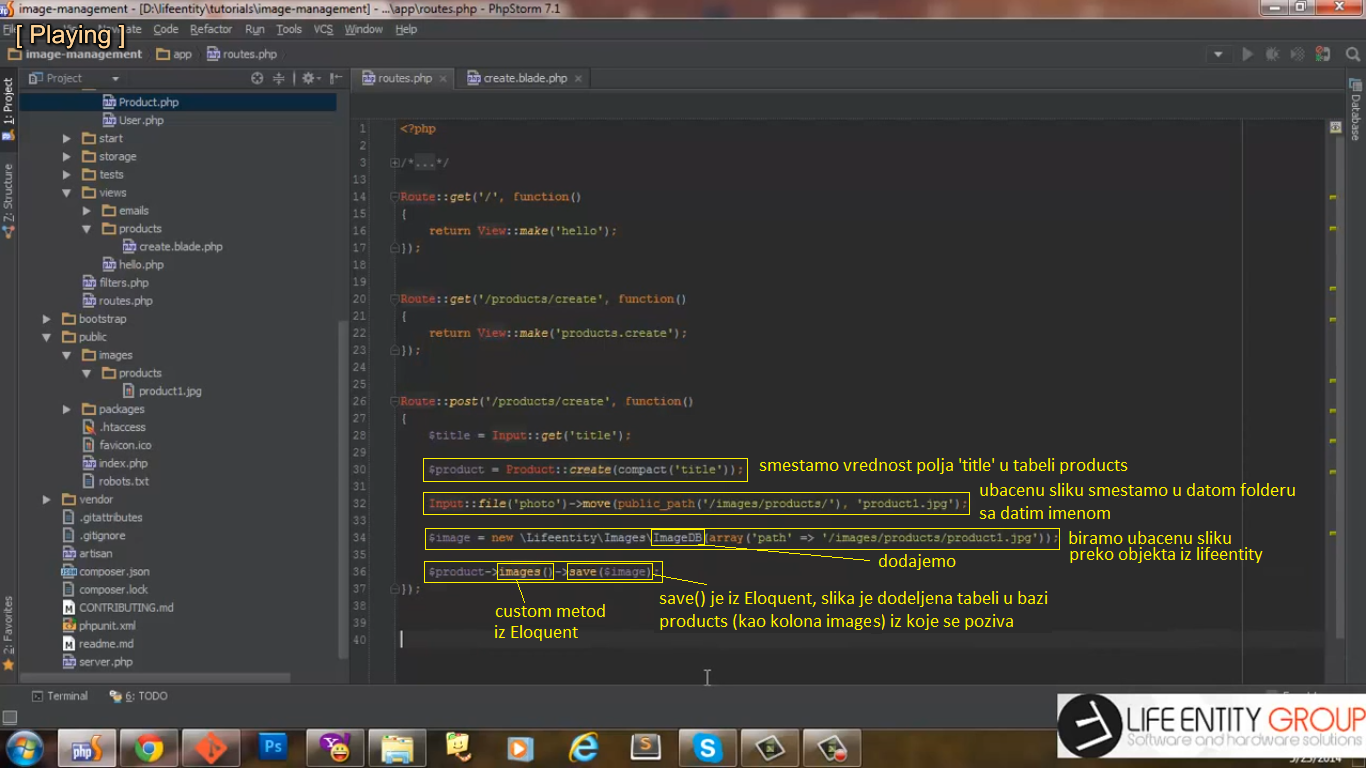 image-management - [D:\lifeentity\tutorials\image-management] - ...\app\routes.php - PhpStorm 7.1
[ Playing ]
Code Refactor Run Tools VCS Window Help
image-management app routes.php
Project
routes.php create.blade.php
1: Project
Z: Structure
2: Favorites
Database
Product.php
User.php
start
storage
tests
views
emails
products
create.blade.php
hello.php
filters.php
routes.php
bootstrap
public
images
products
product1.jpg
packages
.htaccess
favicon.ico
index.php
robots.txt
vendor
.gitattributes
.gitignore
artisan
composer.json
composer.lock
CONTRIBUTING.md
phpunit.xml
readme.md
server.php
1 <?php
2
3 /*...*/
13
14 Route::get('/', function()
15 {
16 return View::make('hello');
17 });
18
19
20 Route::get('/products/create', function()
21 {
22 return View::make('products.create');
23 });
24
25
26 Route::post('/products/create', function()
27 {
28 $title = Input::get('title');
29
30 $product = Product::create(compact('title')); smestamo vrednost polja 'title' u tabeli products
31
32 Input::file('photo')->move(public_path('/images/products/'), 'product1.jpg'); ubacenu sliku smestamo u datom folderu
33 sa datim imenom
34 $image = new \Lifeentity\Images\ImageDB(array('path' => '/images/products/product1.jpg')); biramo ubacenu sliku
preko objekta iz lifeentity
35 dodajemo
36 $product->images()->save($image);
37 });
38
39
40
custom metod
iz Eloquent
save() je iz Eloquent, slika je dodeljena tabeli u bazi
products (kao kolona images) iz koje se poziva
Terminal 6: TODO
LIFE ENTITY GROUP
Software and hardware solutions
php Ps S